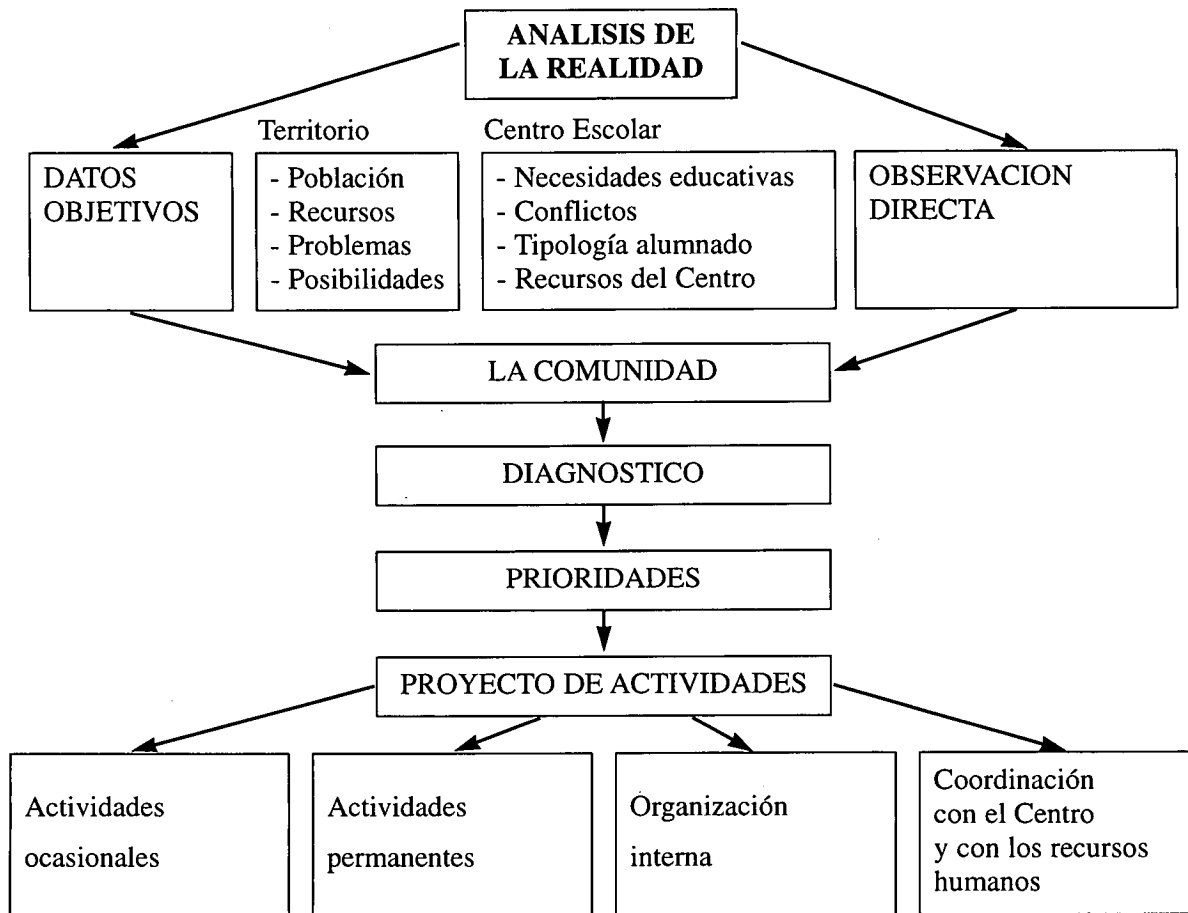 ANALISIS DE
LA REALIDAD
Territorio
Centro Escolar
DATOS
OBJETIVOS
- Población
- Recursos
- Problemas
- Posibilidades
- Necesidades educativas
- Conflictos
- Tipología alumnado
- Recursos del Centro
OBSERVACION
DIRECTA
LA COMUNIDAD
DIAGNOSTICO
PRIORIDADES
PROYECTO DE ACTIVIDADES
Actividades
ocasionales
Actividades
permanentes
Organización
interna
Coordinación
con el Centro
y con los recursos
humanos